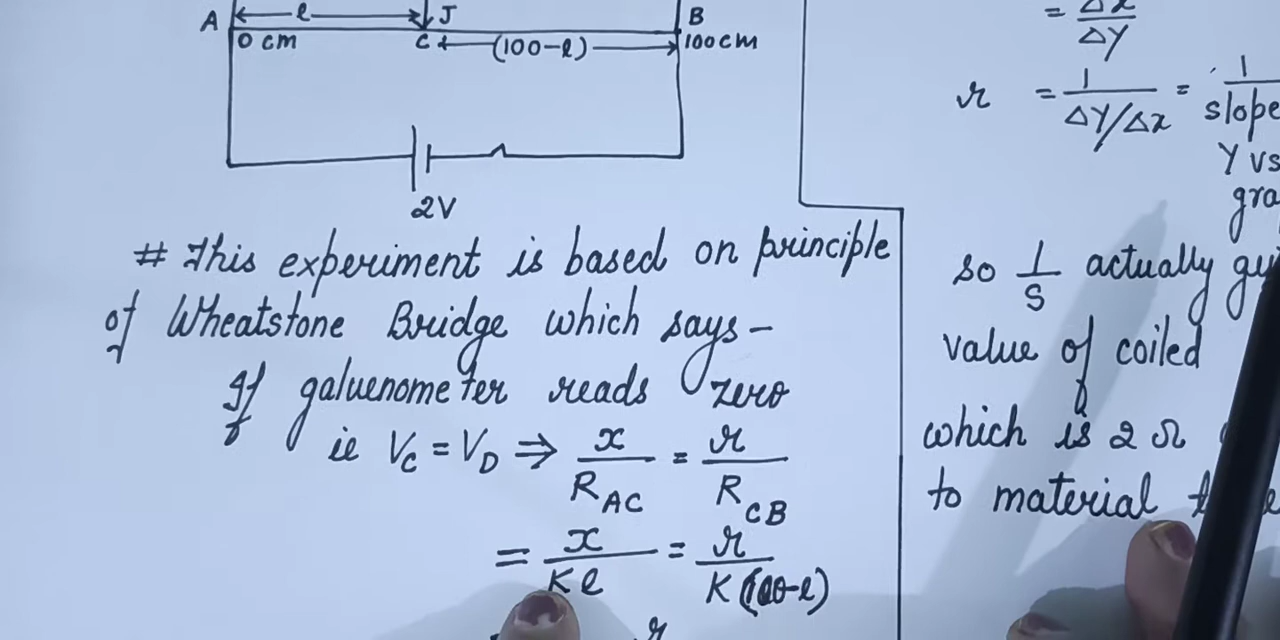 A ← l → J B
0 cm C ← (100-l) → 100 cm
2V
# This experiment is based on principle
of Wheatstone Bridge which says -
If galvenometer reads zero
ie V_C = V_D ⇒ x/R_AC = r/R_CB
= x/Kl = r/K(100-l)
= Δx/ΔY
r = 1/(ΔY/Δx) = 1/slope
Y vs
so 1/S actually
value of coiled
which is 2 Ω
to material